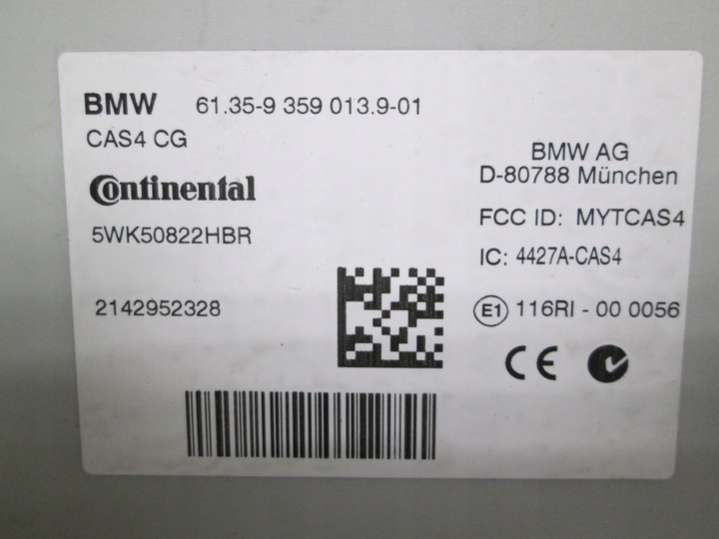 BMW 61.35-9 359 013.9-01
CAS4 CG
Continental
5WK50822HBR
2142952328
BMW AG
D-80788 München
FCC ID: MYTCAS4
IC: 4427A-CAS4
E1 116RI - 00 0056
CE